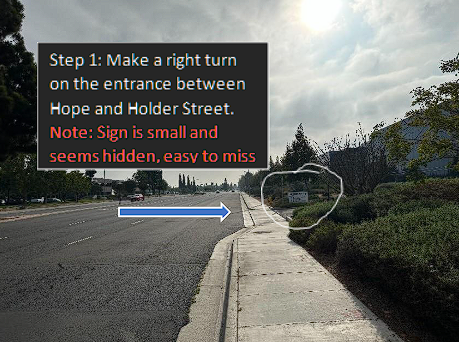 Step 1: Make a right turn
on the entrance between
Hope and Holder Street.
Note: Sign is small and
seems hidden, easy to miss